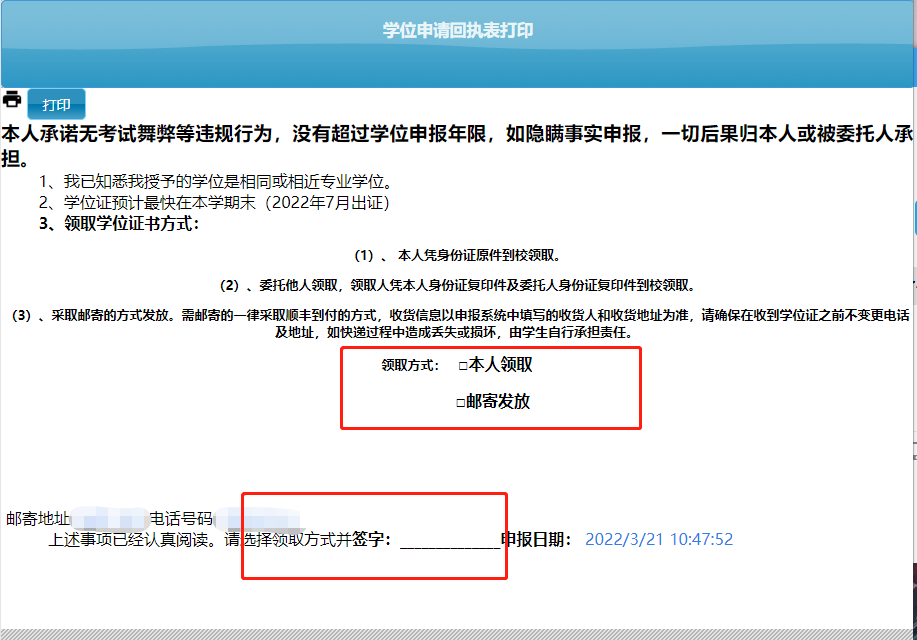 学位申请回执表打印
打印
本人承诺无考试舞弊等违规行为，没有超过学位申报年限，如隐瞒事实申报，一切后果归本人或被委托人承
担。
1、我已知悉我授予的学位是相同或相近专业学位。
2、学位证预计最快在本学期末（2022年7月出证）
3、领取学位证书方式：
（1）、 本人凭身份证原件到校领取。
（2）、委托他人领取，领取人凭本人身份证复印件及委托人身份证复印件到校领取。
（3）、采取邮寄的方式发放。需邮寄的一律采取顺丰到付的方式，收货信息以申报系统中填写的收货人和收货地址为准，请确保在收到学位证之前不变更电话
及地址，如快递过程中造成丢失或损坏，由学生自行承担责任。
领取方式： □本人领取
□邮寄发放
邮寄地址 电话号码
上述事项已经认真阅读。请选择领取方式并签字：______________申报日期： 2022/3/21 10:47:52